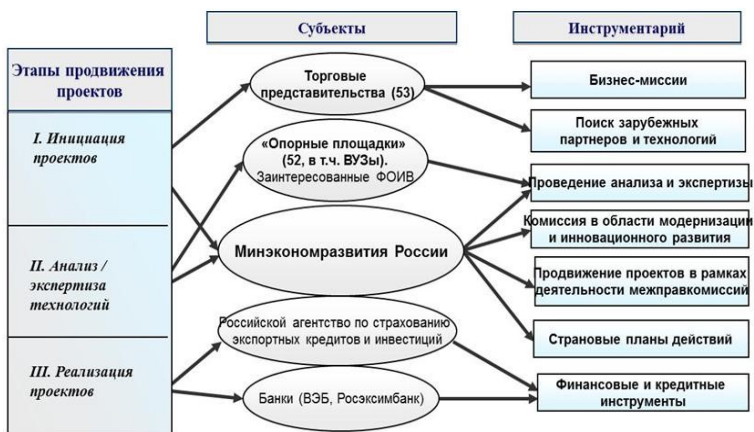 Субъекты
Инструментарий
Этапы продвижения
проектов
I. Инициация
проектов
II. Анализ /
экспертиза
технологий
III. Реализация
проектов
Торговые
представительства (53)
«Опорные площадки»
(52, в т.ч. ВУЗы).
Заинтересованные ФОИВ
Минэкономразвития России
Российской агентство по страхованию
экспортных кредитов и инвестиций
Банки (ВЭБ, Росэксимбанк)
Бизнес-миссии
Поиск зарубежных
партнеров и технологий
Проведение анализа и экспертизы
Комиссия в области модернизации
и инновационного развития
Продвижение проектов в рамках
деятельности межправкомиссий
Страновые планы действий
Финансовые и кредитные
инструменты